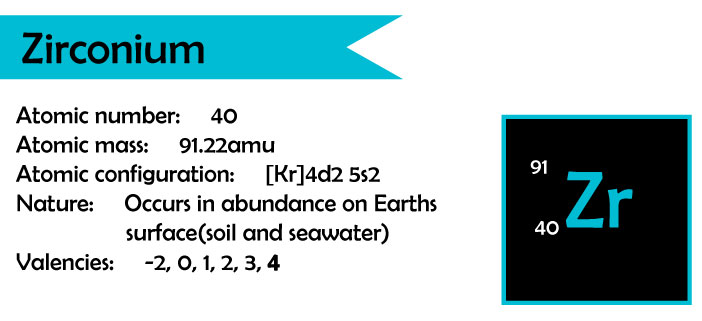 Zirconium
Atomic number: 40
Atomic mass: 91.22amu
Atomic configuration: [Kr]4d2 5s2
Nature: Occurs in abundance on Earths
surface(soil and seawater)
Valencies: -2, 0, 1, 2, 3, 4
91
Zr
40